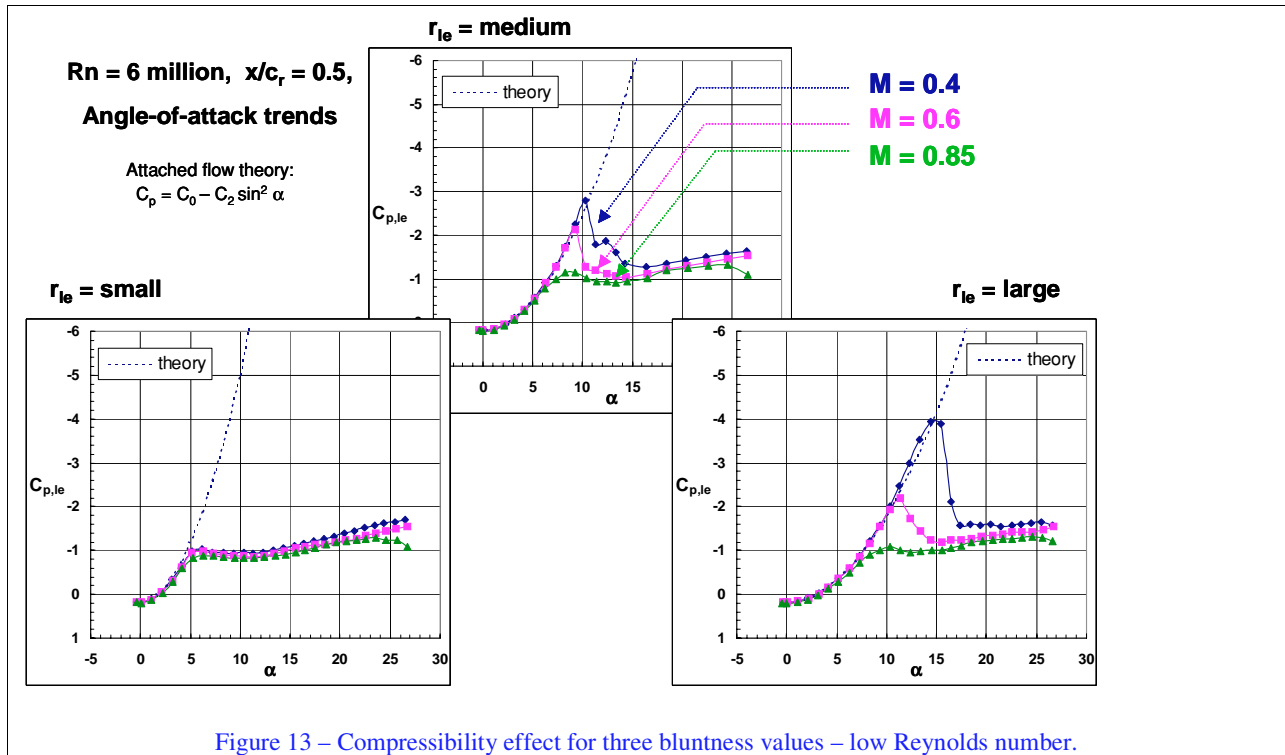 r_le = medium
Rn = 6 million, x/c_r = 0.5,
Angle-of-attack trends
Attached flow theory:
C_p = C_0 – C_2 sin² α
-6
-5
-4
-3
-2
-1
theory
C_p,le
0
5
10
15
α
M = 0.4
M = 0.6
M = 0.85
r_le = small
-6
-5
-4
-3
-2
-1
0
1
theory
C_p,le
-5
0
5
10
15
20
25
30
α
r_le = large
-6
-5
-4
-3
-2
-1
0
1
theory
C_p,le
-5
0
5
10
15
20
25
30
α
Figure 13 – Compressibility effect for three bluntness values – low Reynolds number.